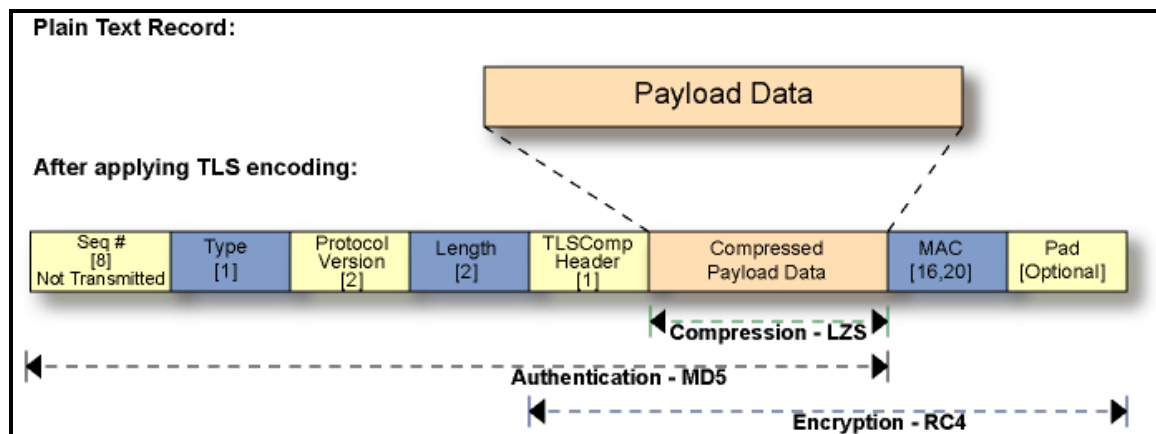 Plain Text Record:
Payload Data
After applying TLS encoding:
Seq #
[8]
Not Transmitted
Type
[1]
Protocol
Version
[2]
Length
[2]
TLSComp
Header
[1]
Compressed
Payload Data
MAC
[16,20]
Pad
[Optional]
Compression - LZS
Authentication - MD5
Encryption - RC4